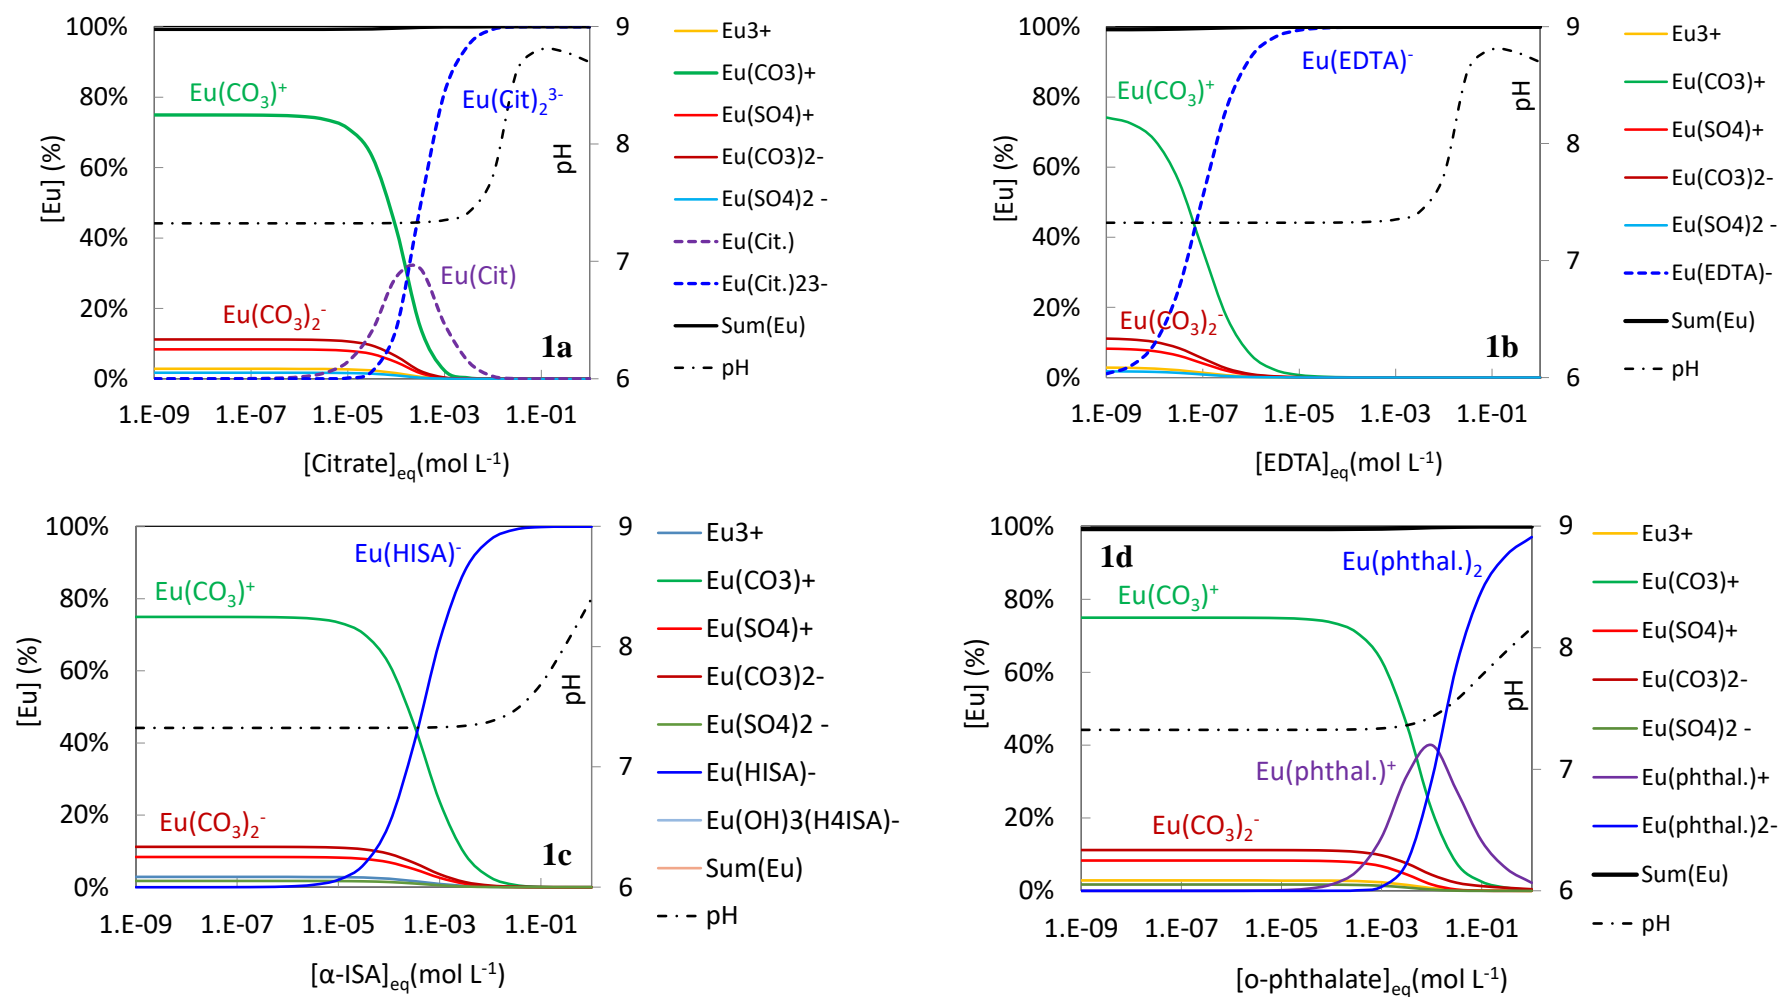 100%
80%
60%
40%
20%
0%
[Eu] (%)
Eu(CO₃)⁺
Eu(Cit)₂³⁻
Eu(Cit)
Eu(CO₃)₂⁻
1a
pH
9
8
7
6
1.E-09 1.E-07 1.E-05 1.E-03 1.E-01
[Citrate]eq(mol L⁻¹)
Eu3+
Eu(CO3)+
Eu(SO4)+
Eu(CO3)2-
Eu(SO4)2 -
Eu(Cit.)
Eu(Cit.)23-
Sum(Eu)
pH
100%
80%
60%
40%
20%
0%
[Eu] (%)
Eu(EDTA)⁻
Eu(CO₃)⁺
Eu(CO₃)₂⁻
1b
pH
9
8
7
6
1.E-09 1.E-07 1.E-05 1.E-03 1.E-01
[EDTA]eq(mol L⁻¹)
Eu3+
Eu(CO3)+
Eu(SO4)+
Eu(CO3)2-
Eu(SO4)2 -
Eu(EDTA)-
Sum(Eu)
pH
100%
80%
60%
40%
20%
0%
[Eu] (%)
Eu(HISA)⁻
Eu(CO₃)⁺
Eu(CO₃)₂⁻
1c
pH
9
8
7
6
1.E-09 1.E-07 1.E-05 1.E-03 1.E-01
[α-ISA]eq(mol L⁻¹)
Eu3+
Eu(CO3)+
Eu(SO4)+
Eu(CO3)2-
Eu(SO4)2 -
Eu(HISA)-
Eu(OH)3(H4ISA)-
Sum(Eu)
pH
100%
80%
60%
40%
20%
0%
[Eu] (%)
1d
Eu(phthal.)₂
Eu(CO₃)⁺
Eu(phthal.)⁺
Eu(CO₃)₂⁻
pH
9
8
7
6
1.E-09 1.E-07 1.E-05 1.E-03 1.E-01
[o-phthalate]eq(mol L⁻¹)
Eu3+
Eu(CO3)+
Eu(SO4)+
Eu(CO3)2-
Eu(SO4)2 -
Eu(phthal.)+
Eu(phthal.)2-
Sum(Eu)
pH